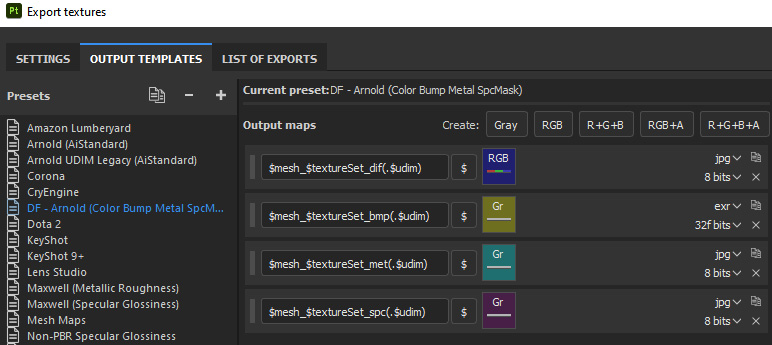 Pt Export textures
SETTINGS OUTPUT TEMPLATES LIST OF EXPORTS
Presets
Amazon Lumberyard
Arnold (AiStandard)
Arnold UDIM Legacy (AiStandard)
Corona
CryEngine
DF - Arnold (Color Bump Metal SpcM...
Dota 2
KeyShot
KeyShot 9+
Lens Studio
Maxwell (Metallic Roughness)
Maxwell (Specular Glossiness)
Mesh Maps
Non-PBR Specular Glossiness
Current preset:DF - Arnold (Color Bump Metal SpcMask)
Output maps Create: Gray RGB R+G+B RGB+A R+G+B+A
$mesh_$textureSet_dif(.$udim) $ RGB jpg
8 bits
$mesh_$textureSet_bmp(.$udim) $ Gr exr
32f bits
$mesh_$textureSet_met(.$udim) $ Gr jpg
8 bits
$mesh_$textureSet_spc(.$udim) $ Gr jpg
8 bits